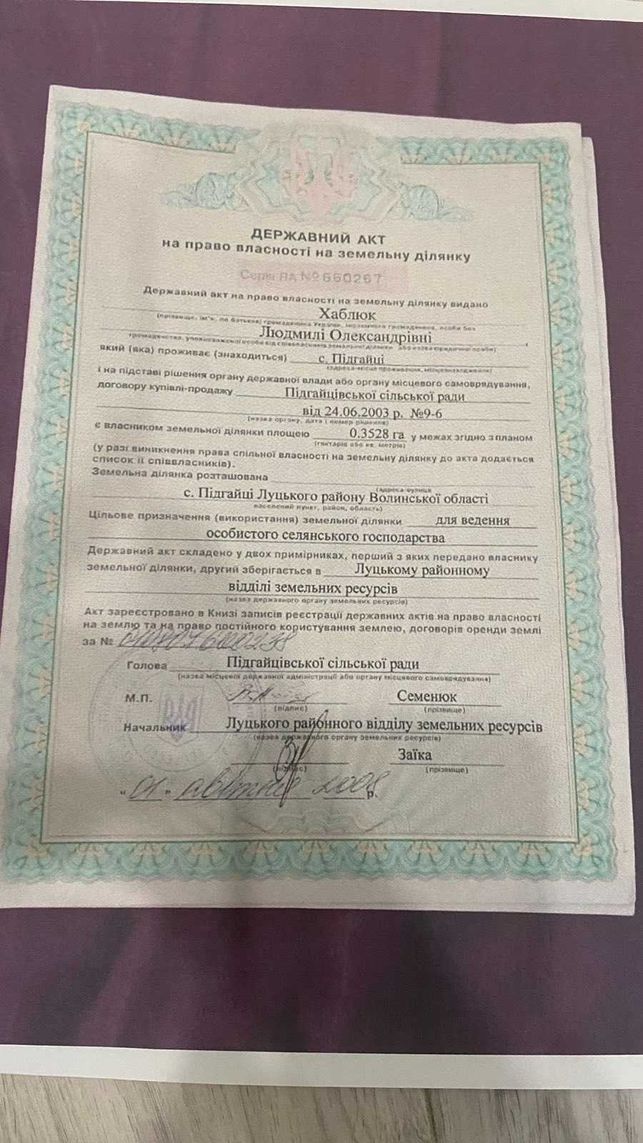 ДЕРЖАВНИЙ АКТ
на право власності на земельну ділянку
Серія ЯА № 660267
Державний акт на право власності на земельну ділянку видано
Хаблюк
(прізвище, ім'я, по батькові громадянина України, іноземного громадянина, особи без
Людмилі Олександрівні
громадянства, уповноваженої особи від співвласників земельної ділянки або назва юридичної особи)
який (яка) проживає (знаходиться) с. Підгайці
(адреса-місце проживання, місцезнаходження)
і на підставі рішення органу державної влади або органу місцевого самоврядування,
договору купівлі-продажу Підгайцівської сільської ради
від 24.06.2003 р. №9-6
(назва органу, дата і номер рішення)
є власником земельної ділянки площею 0.3528 га у межах згідно з планом
(гектарів або кв. метрів)
(у разі виникнення права спільної власності на земельну ділянку до акта додається
список її співвласників).
Земельна ділянка розташована
(адреса-вулиця
с. Підгайці Луцького району Волинської області
населений пункт, район, область)
Цільове призначення (використання) земельної ділянки для ведення
особистого селянського господарства
Державний акт складено у двох примірниках, перший з яких передано власнику
земельної ділянки, другий зберігається в Луцькому районному
відділі земельних ресурсів
(назва державного органу земельних ресурсів)
Акт зареєстровано в Книзі записів реєстрації державних актів на право власності
на землю та на право постійного користування землею, договорів оренди землі
за №
Голова Підгайцівської сільської ради
(назва місцевої державної адміністрації або органу місцевого самоврядування)
М.П. Семенюк
(підпис) (прізвище)
Начальник Луцького районного відділу земельних ресурсів
(назва державного органу земельних ресурсів)
Заїка
(підпис) (прізвище)
"01" р.